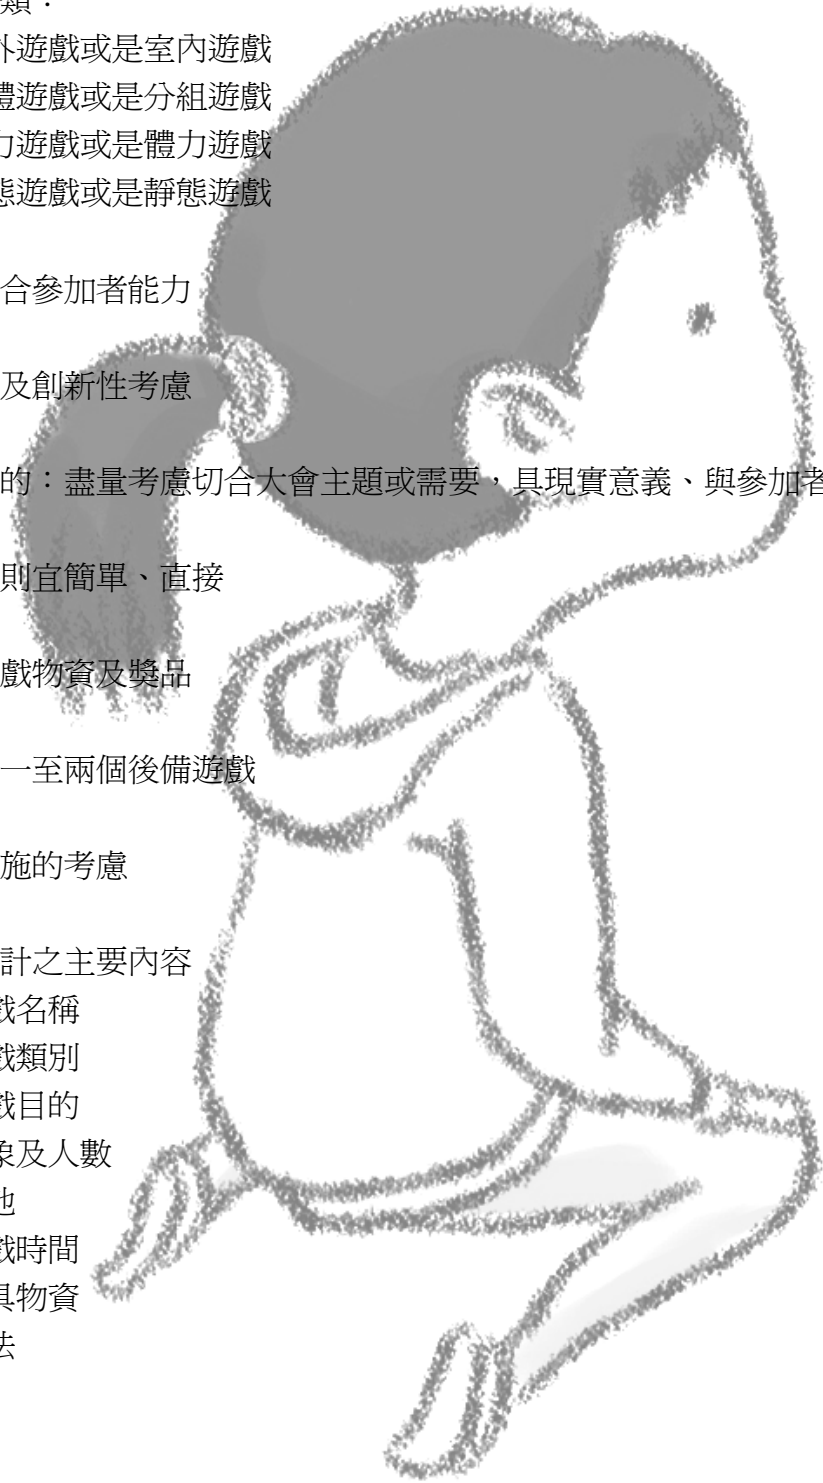 類：
外遊戲或是室內遊戲
體遊戲或是分組遊戲
力遊戲或是體力遊戲
態遊戲或是靜態遊戲
合參加者能力
及創新性考慮
的：盡量考慮切合大會主題或需要，具現實意義、與參加者
則宜簡單、直接
戲物資及獎品
一至兩個後備遊戲
施的考慮
計之主要內容
戲名稱
戲類別
戲目的
象及人數
地
戲時間
具物資
法